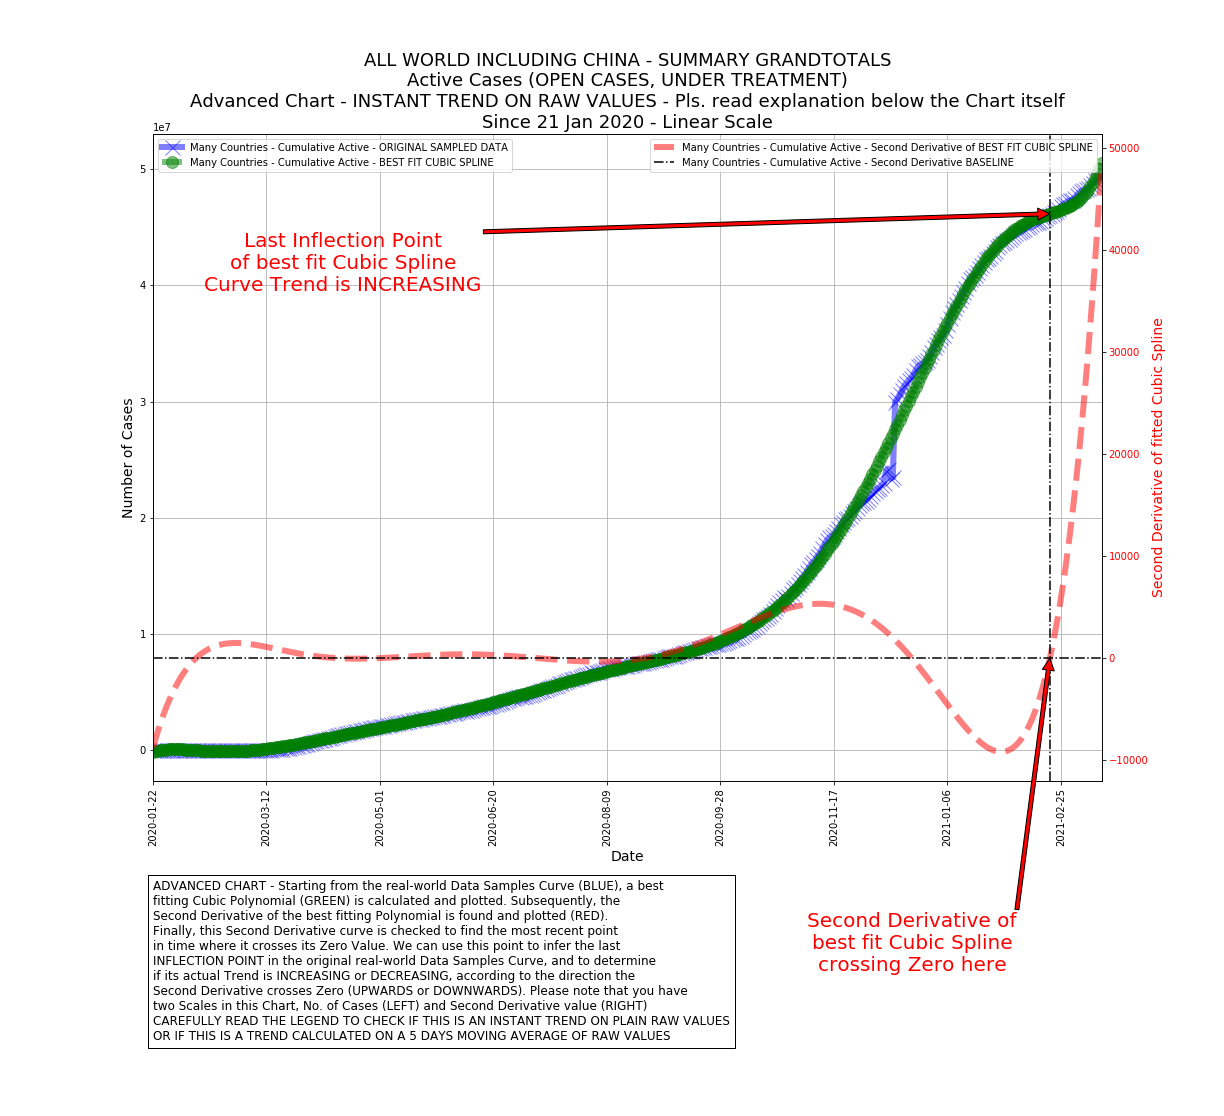 ALL WORLD INCLUDING CHINA - SUMMARY GRANDTOTALS
Active Cases (OPEN CASES, UNDER TREATMENT)
Advanced Chart - INSTANT TREND ON RAW VALUES - Pls. read explanation below the Chart itself
Since 21 Jan 2020 - Linear Scale
1e7
Many Countries - Cumulative Active - ORIGINAL SAMPLED DATA
Many Countries - Cumulative Active - BEST FIT CUBIC SPLINE
Many Countries - Cumulative Active - Second Derivative of BEST FIT CUBIC SPLINE
Many Countries - Cumulative Active - Second Derivative BASELINE
Last Inflection Point
of best fit Cubic Spline
Curve Trend is INCREASING
Number of Cases
5
4
3
2
1
0
50000
40000
30000
20000
10000
0
−10000
Second Derivative of fitted Cubic Spline
2020-01-22
2020-03-12
2020-05-01
2020-06-20
2020-08-09
2020-09-28
2020-11-17
2021-01-06
2021-02-25
Date
ADVANCED CHART - Starting from the real-world Data Samples Curve (BLUE), a best
fitting Cubic Polynomial (GREEN) is calculated and plotted. Subsequently, the
Second Derivative of the best fitting Polynomial is found and plotted (RED).
Finally, this Second Derivative curve is checked to find the most recent point
in time where it crosses its Zero Value. We can use this point to infer the last
INFLECTION POINT in the original real-world Data Samples Curve, and to determine
if its actual Trend is INCREASING or DECREASING, according to the direction the
Second Derivative crosses Zero (UPWARDS or DOWNWARDS). Please note that you have
two Scales in this Chart, No. of Cases (LEFT) and Second Derivative value (RIGHT)
CAREFULLY READ THE LEGEND TO CHECK IF THIS IS AN INSTANT TREND ON PLAIN RAW VALUES
OR IF THIS IS A TREND CALCULATED ON A 5 DAYS MOVING AVERAGE OF RAW VALUES
Second Derivative of
best fit Cubic Spline
crossing Zero here